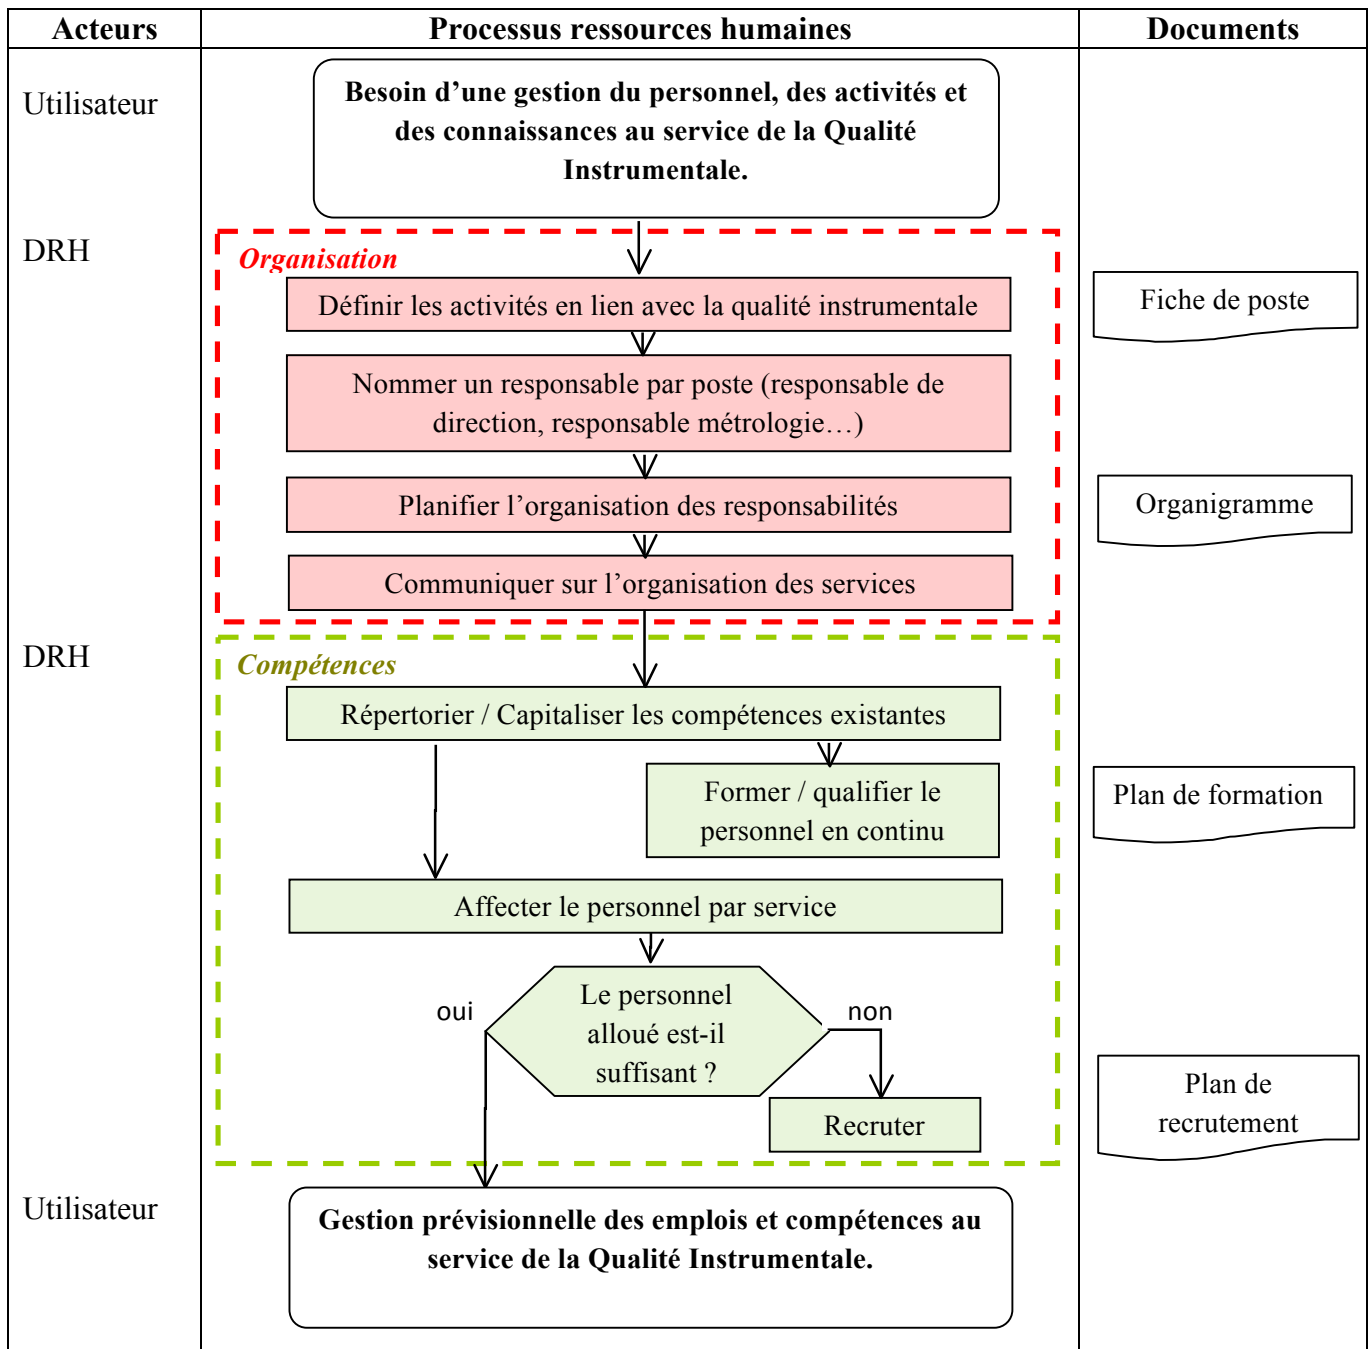 Acteurs
Processus ressources humaines
Documents
Utilisateur
Besoin d’une gestion du personnel, des activités et
des connaissances au service de la Qualité
Instrumentale.
DRH
Organisation
Définir les activités en lien avec la qualité instrumentale
Fiche de poste
Nommer un responsable par poste (responsable de
direction, responsable métrologie…)
Planifier l’organisation des responsabilités
Organigramme
Communiquer sur l’organisation des services
DRH
Compétences
Répertorier / Capitaliser les compétences existantes
Former / qualifier le
personnel en continu
Plan de formation
Affecter le personnel par service
Le personnel
alloué est-il
suffisant ?
oui
non
Recruter
Plan de
recrutement
Utilisateur
Gestion prévisionnelle des emplois et compétences au
service de la Qualité Instrumentale.